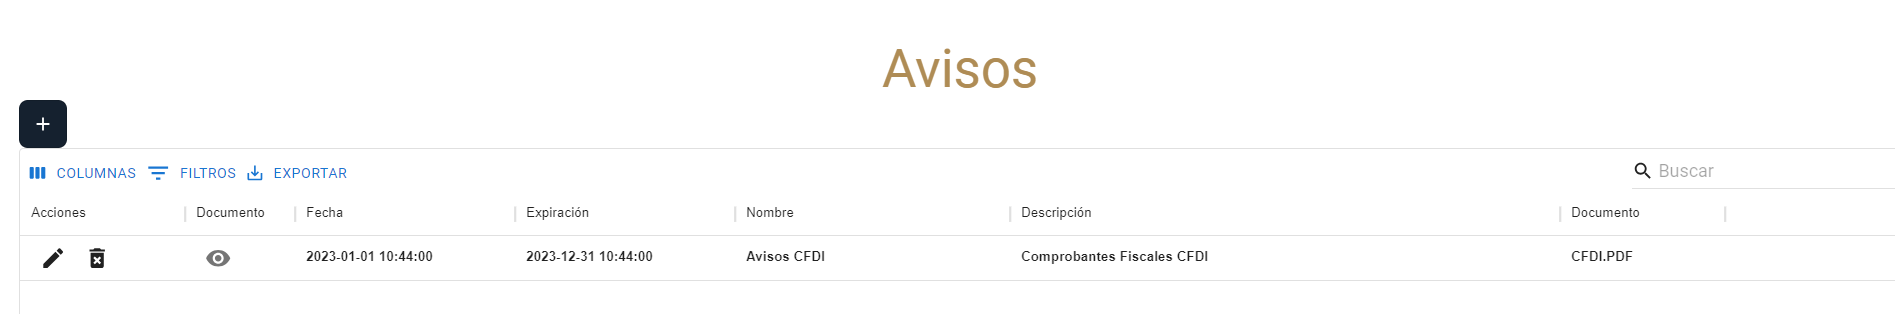 Avisos
+
COLUMNAS FILTROS EXPORTAR Buscar
Acciones Documento Fecha Expiración Nombre Descripción Documento
2023-01-01 10:44:00 2023-12-31 10:44:00 Avisos CFDI Comprobantes Fiscales CFDI CFDI.PDF